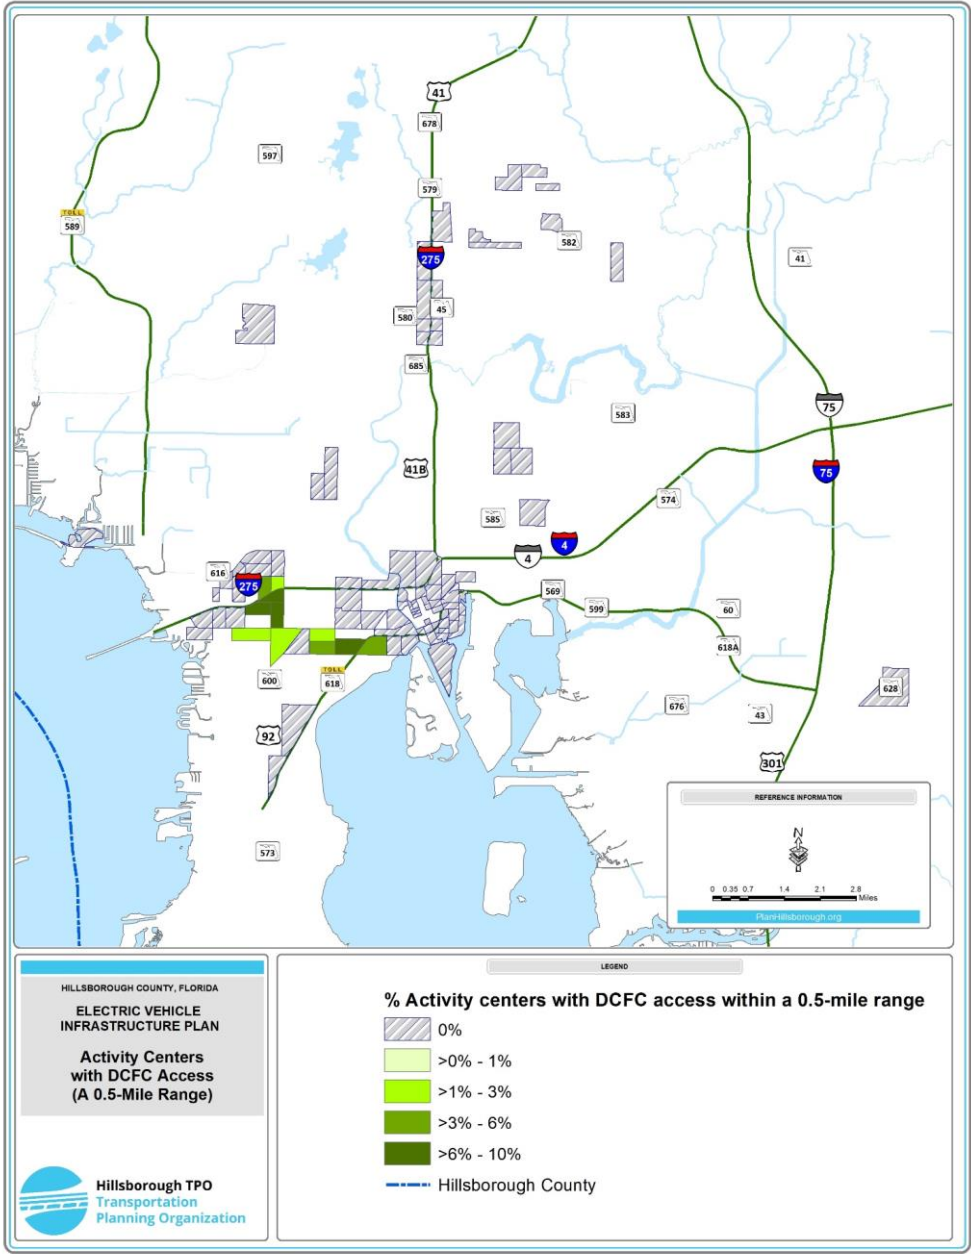 41
678
597
579
TOLL
589
582
275
41
45
580
685
75
583
41B
75
574
585
4
4
616
275
569
599
60
618A
600
TOLL
618
628
676
43
92
301
573
REFERENCE INFORMATION
N
0 0.35 0.7 1.4 2.1 2.8
Miles
PlanHillsborough.org
HILLSBOROUGH COUNTY, FLORIDA
ELECTRIC VEHICLE
INFRASTRUCTURE PLAN
Activity Centers
with DCFC Access
(A 0.5-Mile Range)
Hillsborough TPO
Transportation
Planning Organization
LEGEND
% Activity centers with DCFC access within a 0.5-mile range
0%
>0% - 1%
>1% - 3%
>3% - 6%
>6% - 10%
Hillsborough County